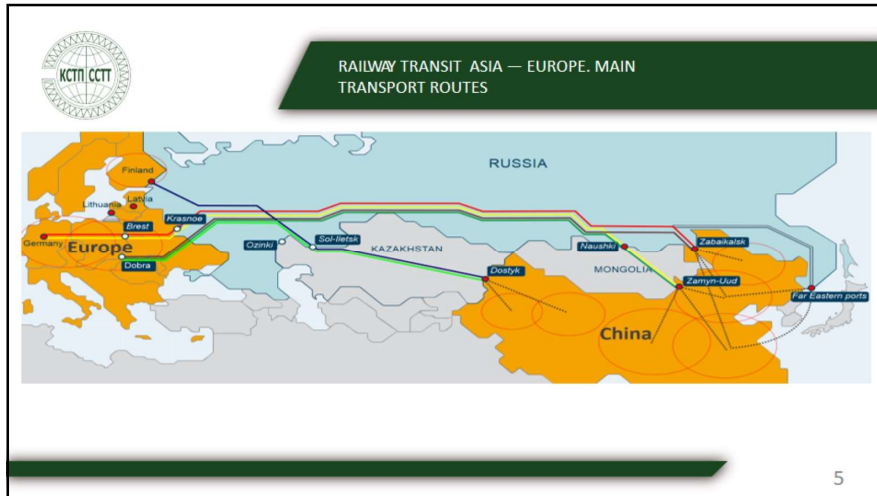 КСТП ССТТ
RAILWAY TRANSIT ASIA — EUROPE. MAIN
TRANSPORT ROUTES
RUSSIA
Finland
Latvia
Lithuania
Krasnoe
Brest
Germany
Europe
Dobra
Ozinki
Sol-Iletsk
KAZAKHSTAN
Dostyk
Naushki
MONGOLIA
Zabaikalsk
Zamyn-Uud
Far Eastern ports
China
5